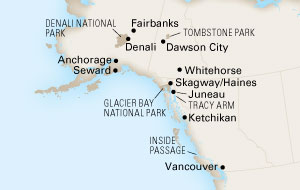 DENALI NATIONAL
PARK
Fairbanks
TOMBSTONE PARK
Denali
Dawson City
Anchorage
Seward
Whitehorse
Skagway/Haines
GLACIER BAY
NATIONAL PARK
Juneau
TRACY ARM
Ketchikan
INSIDE
PASSAGE
Vancouver